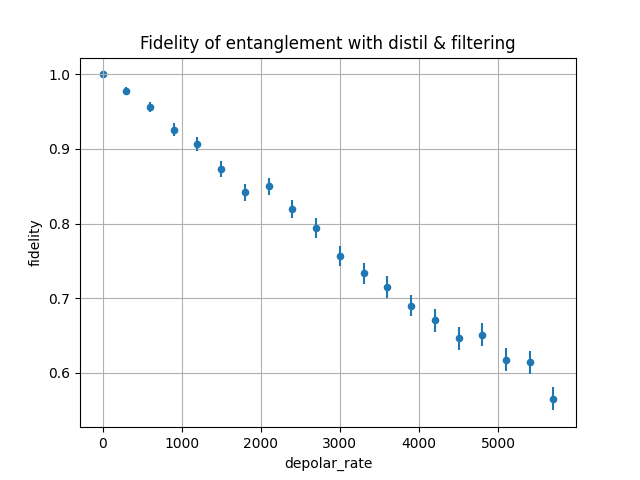 Fidelity of entanglement with distil & filtering
1.0
0.9
0.8
0.7
0.6
fidelity
0 1000 2000 3000 4000 5000
depolar_rate